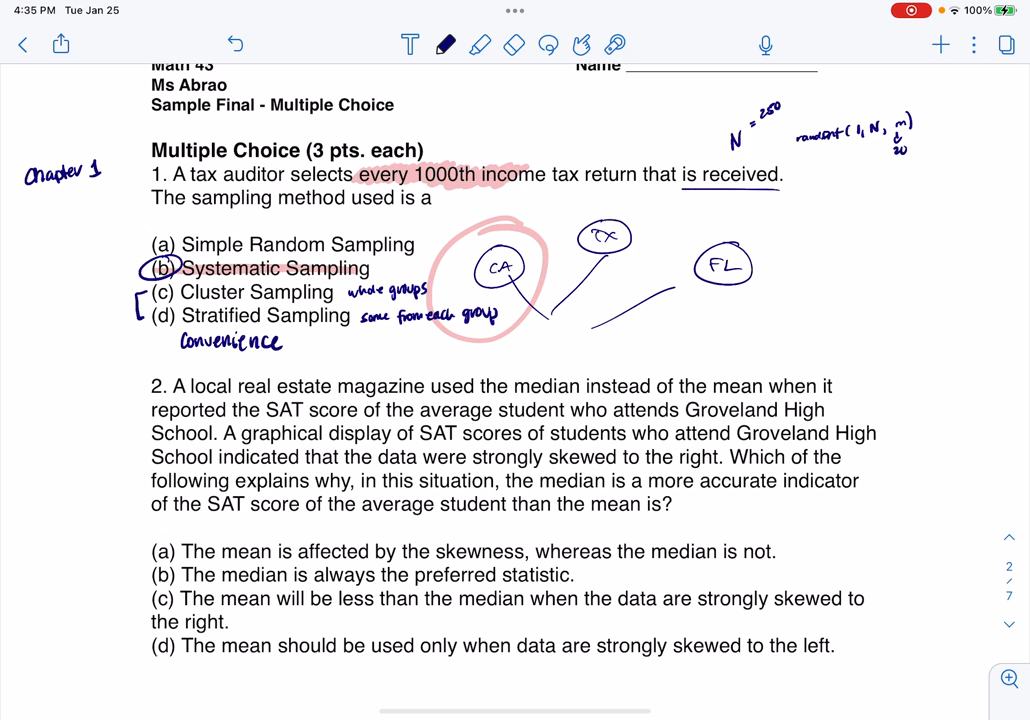 4:35 PM Tue Jan 25
100%
Math 43
Name
Ms Abrao
Sample Final - Multiple Choice
N = 250
randInt(1, N, m)
20
Multiple Choice (3 pts. each)
Chapter 1
1. A tax auditor selects every 1000th income tax return that is received.
The sampling method used is a
(a) Simple Random Sampling
TX
(b) Systematic Sampling
CA
FL
(c) Cluster Sampling whole groups
(d) Stratified Sampling some from each group
Convenience
2. A local real estate magazine used the median instead of the mean when it
reported the SAT score of the average student who attends Groveland High
School. A graphical display of SAT scores of students who attend Groveland High
School indicated that the data were strongly skewed to the right. Which of the
following explains why, in this situation, the median is a more accurate indicator
of the SAT score of the average student than the mean is?
(a) The mean is affected by the skewness, whereas the median is not.
(b) The median is always the preferred statistic.
(c) The mean will be less than the median when the data are strongly skewed to
the right.
(d) The mean should be used only when data are strongly skewed to the left.
2
/
7